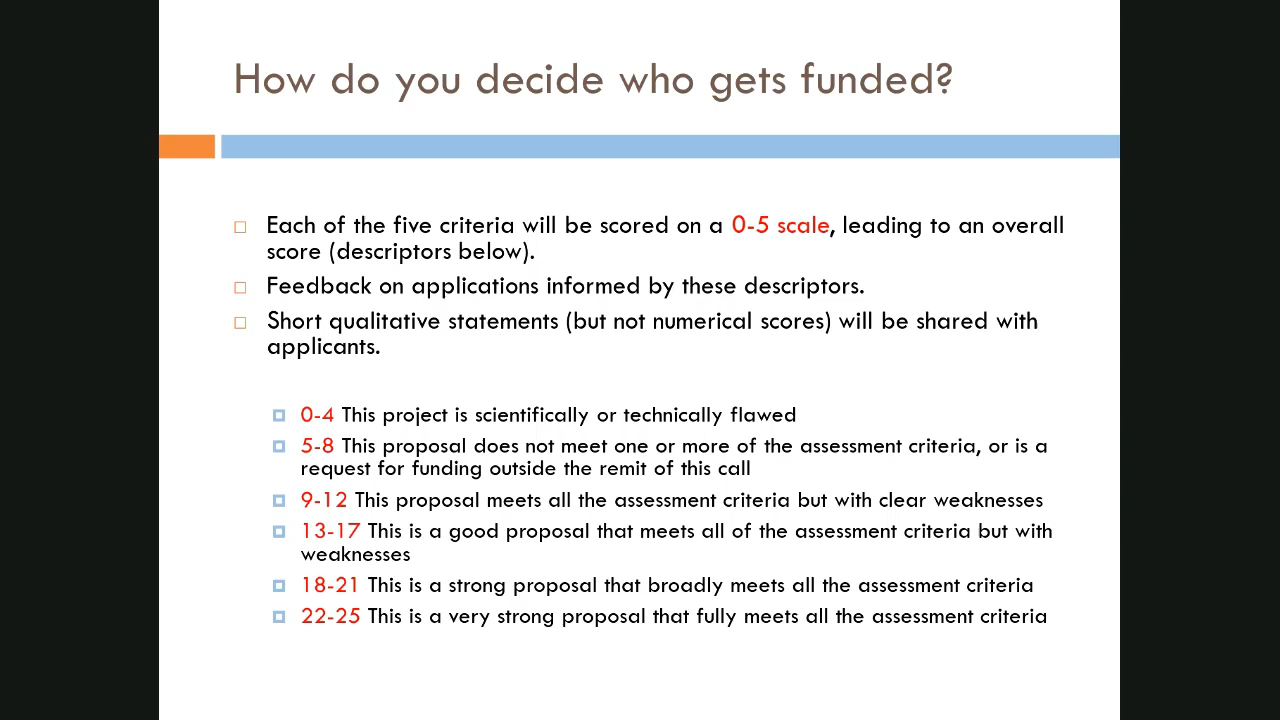 How do you decide who gets funded?
Each of the five criteria will be scored on a 0-5 scale, leading to an overall
score (descriptors below).
Feedback on applications informed by these descriptors.
Short qualitative statements (but not numerical scores) will be shared with
applicants.
0-4 This project is scientifically or technically flawed
5-8 This proposal does not meet one or more of the assessment criteria, or is a
request for funding outside the remit of this call
9-12 This proposal meets all the assessment criteria but with clear weaknesses
13-17 This is a good proposal that meets all of the assessment criteria but with
weaknesses
18-21 This is a strong proposal that broadly meets all the assessment criteria
22-25 This is a very strong proposal that fully meets all the assessment criteria